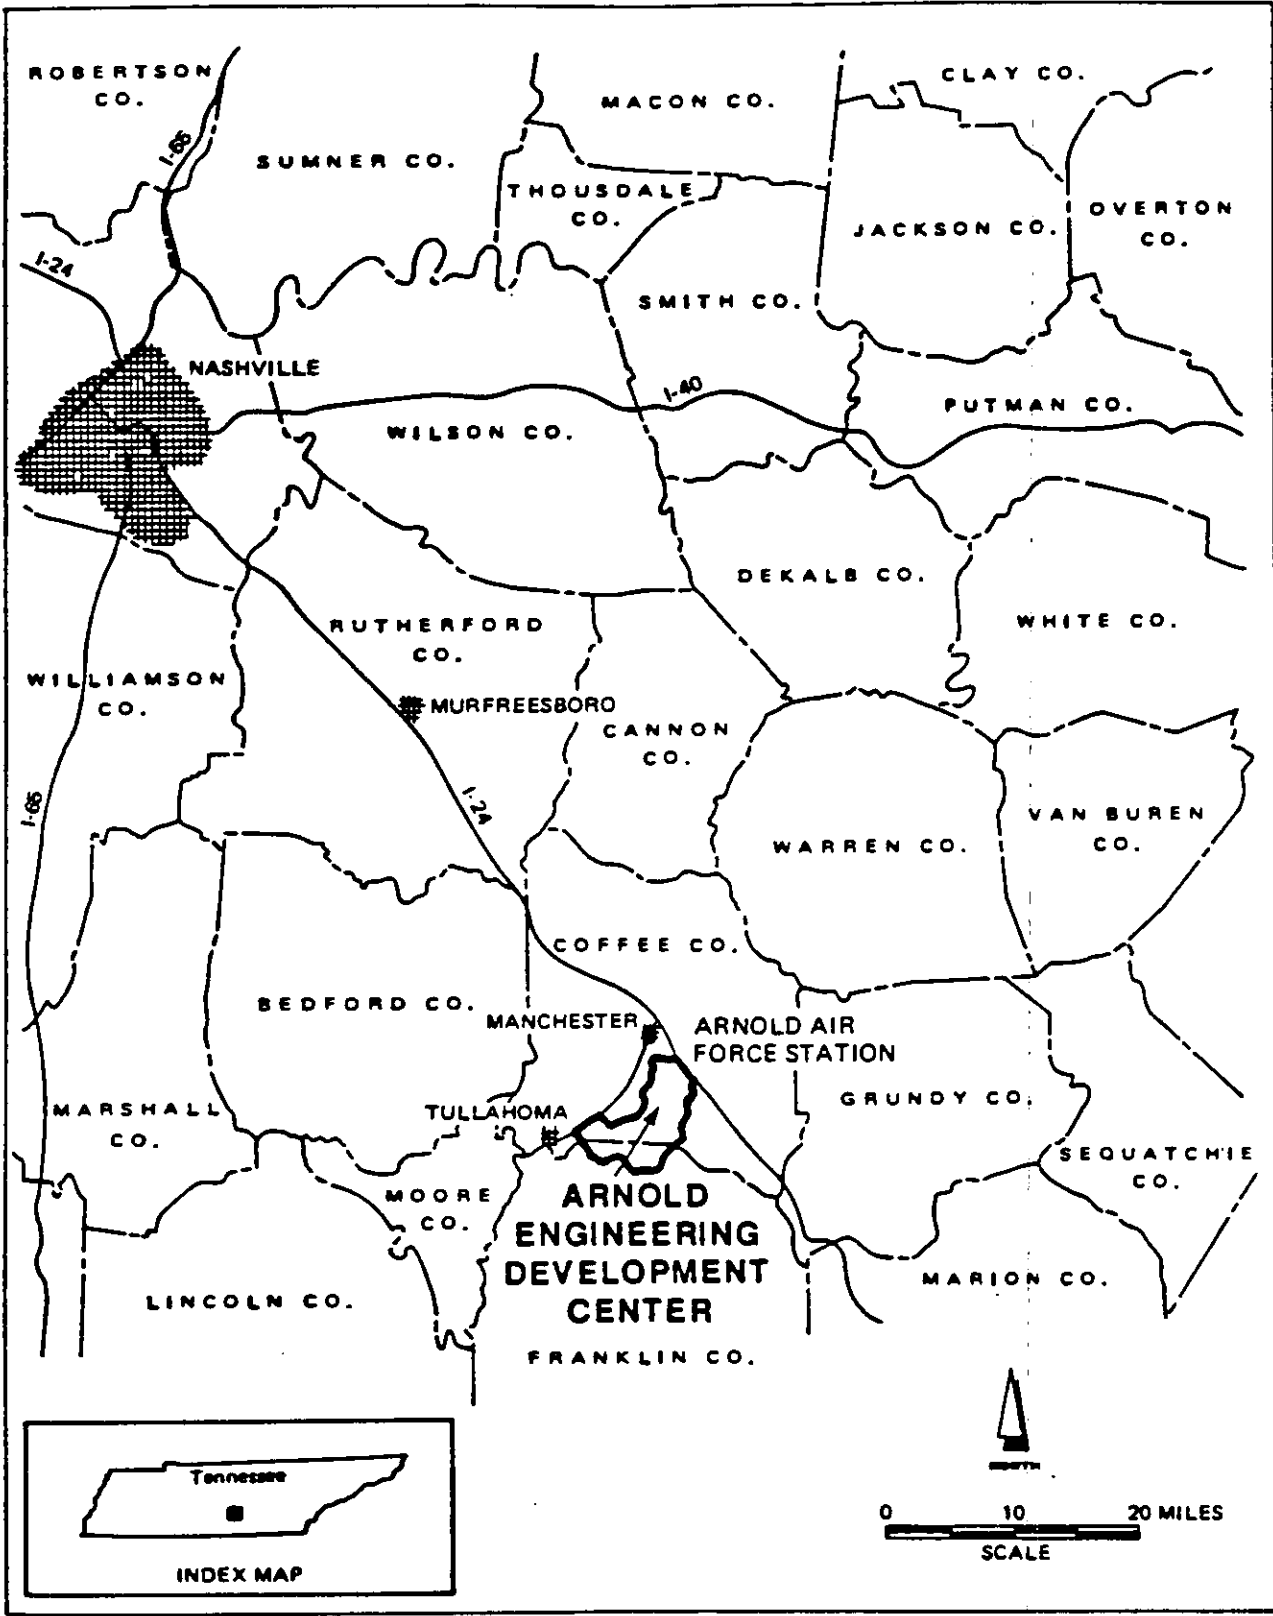 ROBERTSON
CO.
CLAY CO.
MACON CO.
I-65
SUMNER CO.
THOUSDALE
CO.
OVERTON
CO.
JACKSON CO.
I-24
SMITH CO.
NASHVILLE
I-40
PUTMAN CO.
WILSON CO.
DEKALB CO.
RUTHERFORD
CO.
WHITE CO.
WILLIAMSON
CO.
MURFREESBORO
CANNON
CO.
I-24
I-65
VAN BUREN
CO.
WARREN CO.
COFFEE CO.
BEDFORD CO.
MANCHESTER
ARNOLD AIR
FORCE STATION
GRUNDY CO.
MARSHALL
CO.
TULLAHOMA
SEQUATCHIE
CO.
MOORE
CO.
ARNOLD
ENGINEERING
DEVELOPMENT
CENTER
MARION CO.
LINCOLN CO.
FRANKLIN CO.
NORTH
Tennessee
INDEX MAP
0 10 20 MILES
SCALE